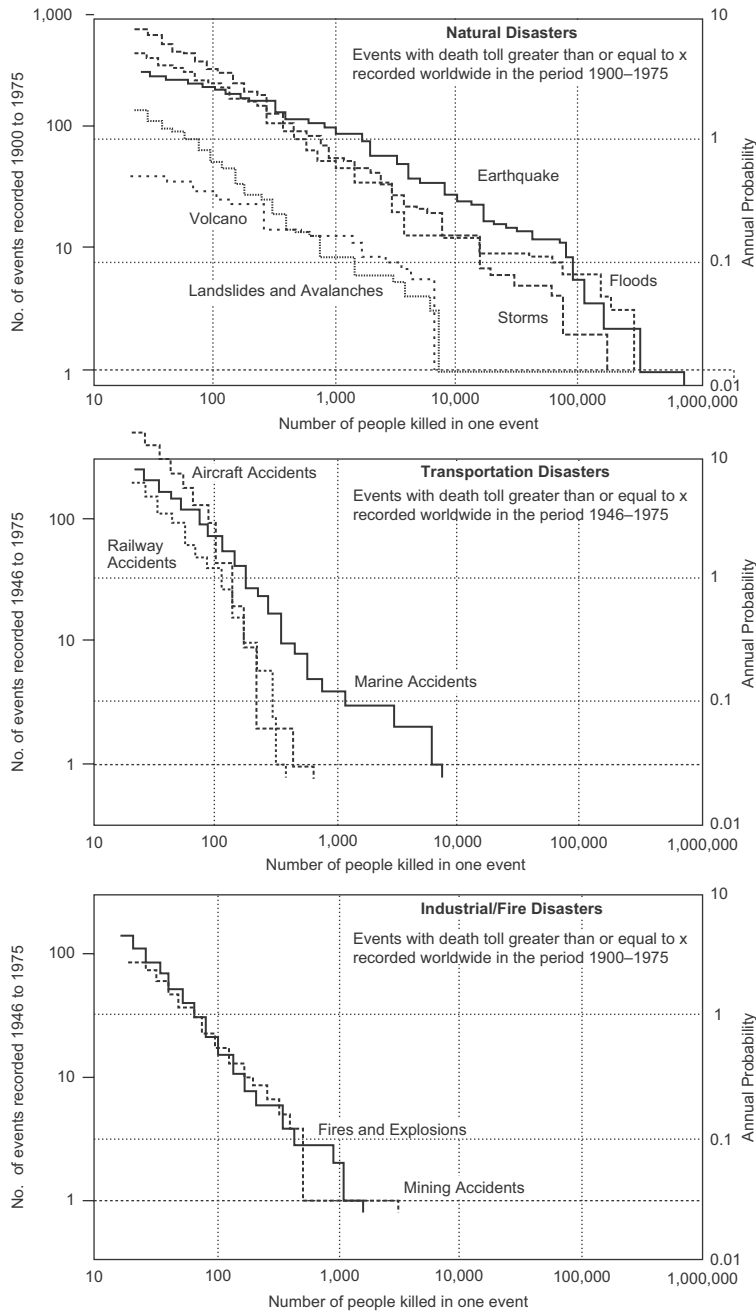 1,000
10
Natural Disasters
Events with death toll greater than or equal to x
recorded worldwide in the period 1900–1975
No. of events recorded 1900 to 1975
100
1
Annual Probability
Earthquake
Volcano
10
0.1
Landslides and Avalanches
Floods
Storms
1
0.01
10
100
1,000
10,000
100,000
1,000,000
Number of people killed in one event
10
Aircraft Accidents
Transportation Disasters
Events with death toll greater than or equal to x
recorded worldwide in the period 1946–1975
No. of events recorded 1946 to 1975
100
Railway
Accidents
1
Annual Probability
10
Marine Accidents
0.1
1
0.01
10
100
1,000
10,000
100,000
1,000,000
Number of people killed in one event
10
Industrial/Fire Disasters
Events with death toll greater than or equal to x
recorded worldwide in the period 1900–1975
No. of events recorded 1946 to 1975
100
1
Annual Probability
10
Fires and Explosions
0.1
Mining Accidents
1
0.01
10
100
1,000
10,000
100,000
1,000,000
Number of people killed in one event